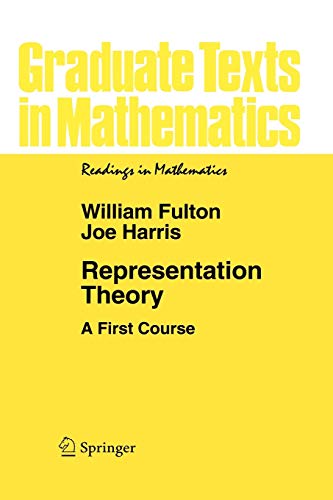 Graduate Texts
in Mathematics
Readings in Mathematics
William Fulton
Joe Harris
Representation
Theory
A First Course
Springer